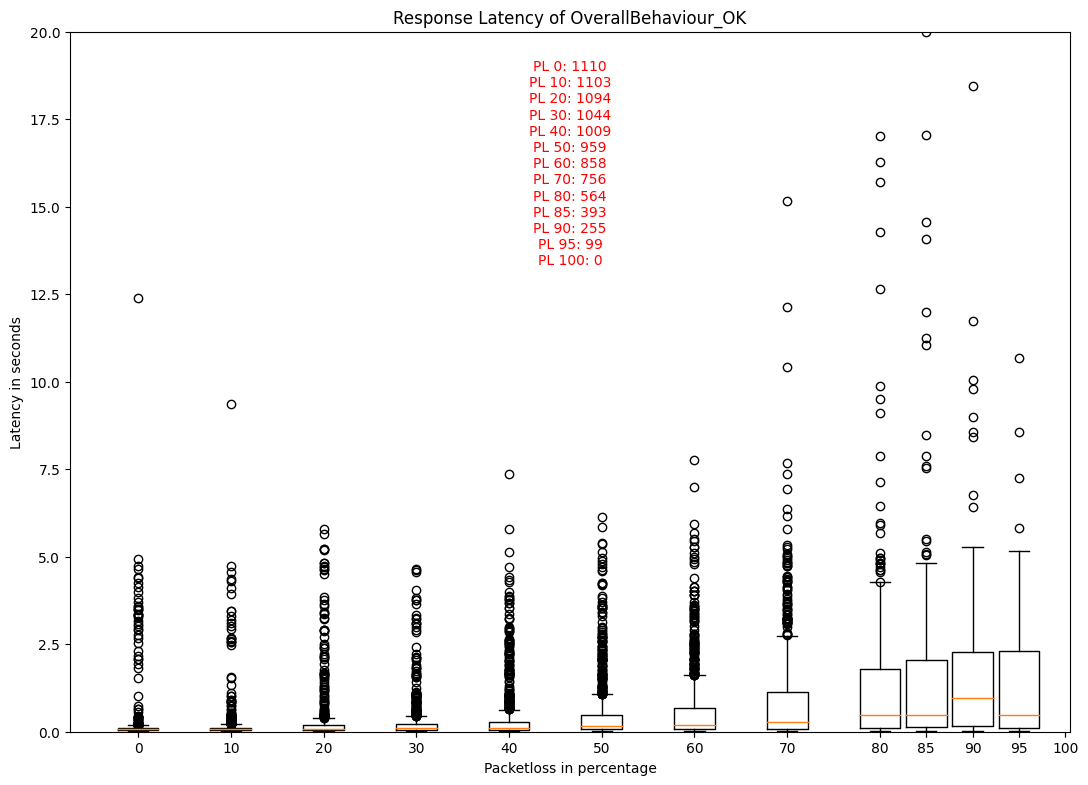 Response Latency of OverallBehaviour_OK
20.0
17.5
15.0
12.5
10.0
7.5
5.0
2.5
0.0
Latency in seconds
PL 0: 1110
PL 10: 1103
PL 20: 1094
PL 30: 1044
PL 40: 1009
PL 50: 959
PL 60: 858
PL 70: 756
PL 80: 564
PL 85: 393
PL 90: 255
PL 95: 99
PL 100: 0
0 10 20 30 40 50 60 70 80 85 90 95 100
Packetloss in percentage